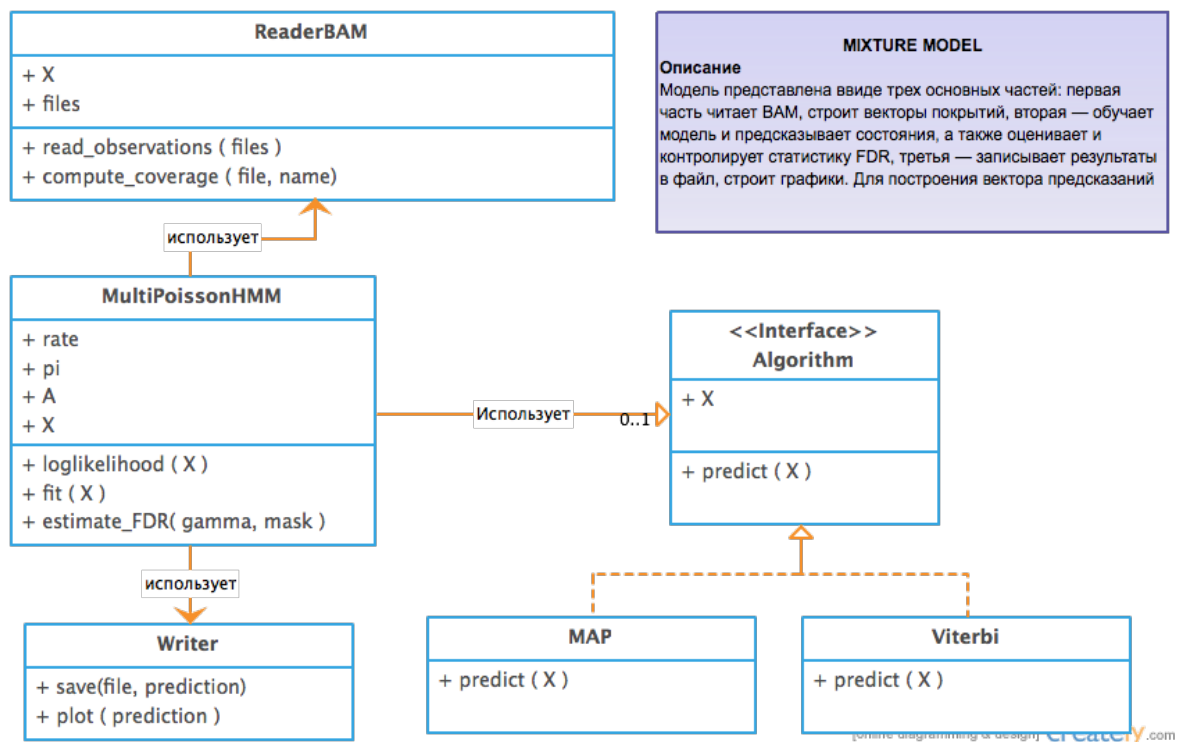 ReaderBAM
+ X
+ files
+ read_observations ( files )
+ compute_coverage ( file, name)
MIXTURE MODEL
Описание
Модель представлена ввиде трех основных частей: первая
часть читает BAM, строит векторы покрытий, вторая — обучает
модель и предсказывает состояния, а также оценивает и
контролирует статистику FDR, третья — записывает результаты
в файл, строит графики. Для построения вектора предсказаний
использует
MultiPoissonHMM
+ rate
+ pi
+ A
+ X
+ loglikelihood ( X )
+ fit ( X )
+ estimate_FDR( gamma, mask )
Использует
0..1
<<Interface>>
Algorithm
+ X
+ predict ( X )
использует
Writer
+ save(file, prediction)
+ plot ( prediction )
MAP
+ predict ( X )
Viterbi
+ predict ( X )
[online diagramming & design] creately.com